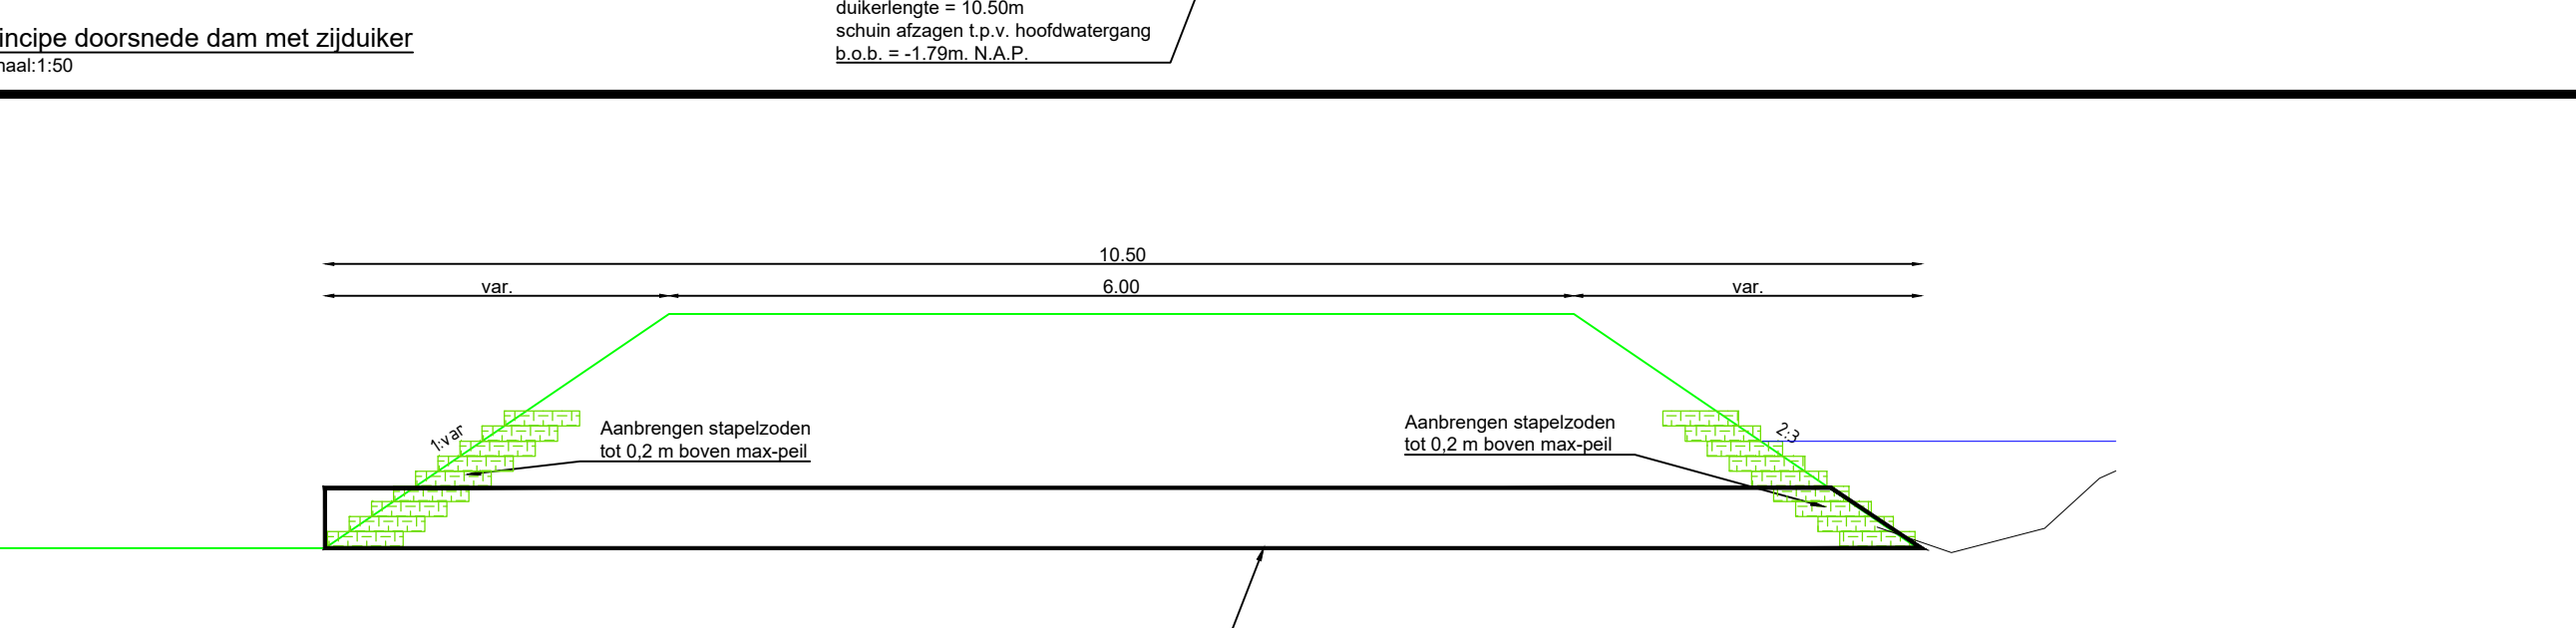 duikerlengte = 10.50m
incipe doorsnede dam met zijduiker
schuin afzagen t.p.v. hoofdwatergang
b.o.b. = -1.79m. N.A.P.
naal:1:50
10.50
var.
6.00
var.
1:var
Aanbrengen stapelzoden
tot 0,2 m boven max-peil
Aanbrengen stapelzoden
tot 0,2 m boven max-peil
2:3